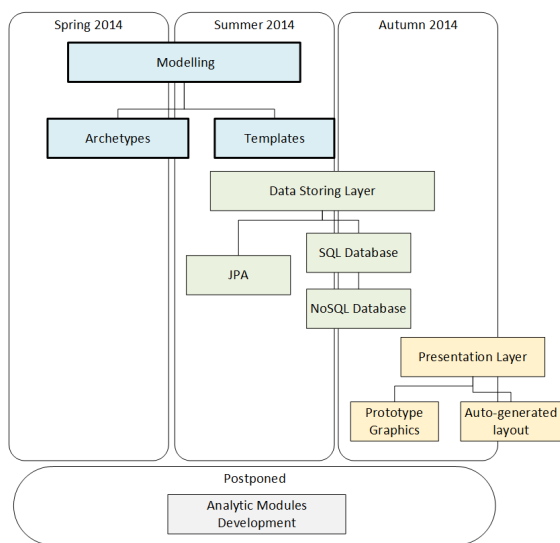 Spring 2014
Summer 2014
Autumn 2014
Modelling
Archetypes
Templates
Data Storing Layer
SQL Database
JPA
NoSQL Database
Presentation Layer
Prototype
Graphics
Auto-generated
layout
Postponed
Analytic Modules
Development